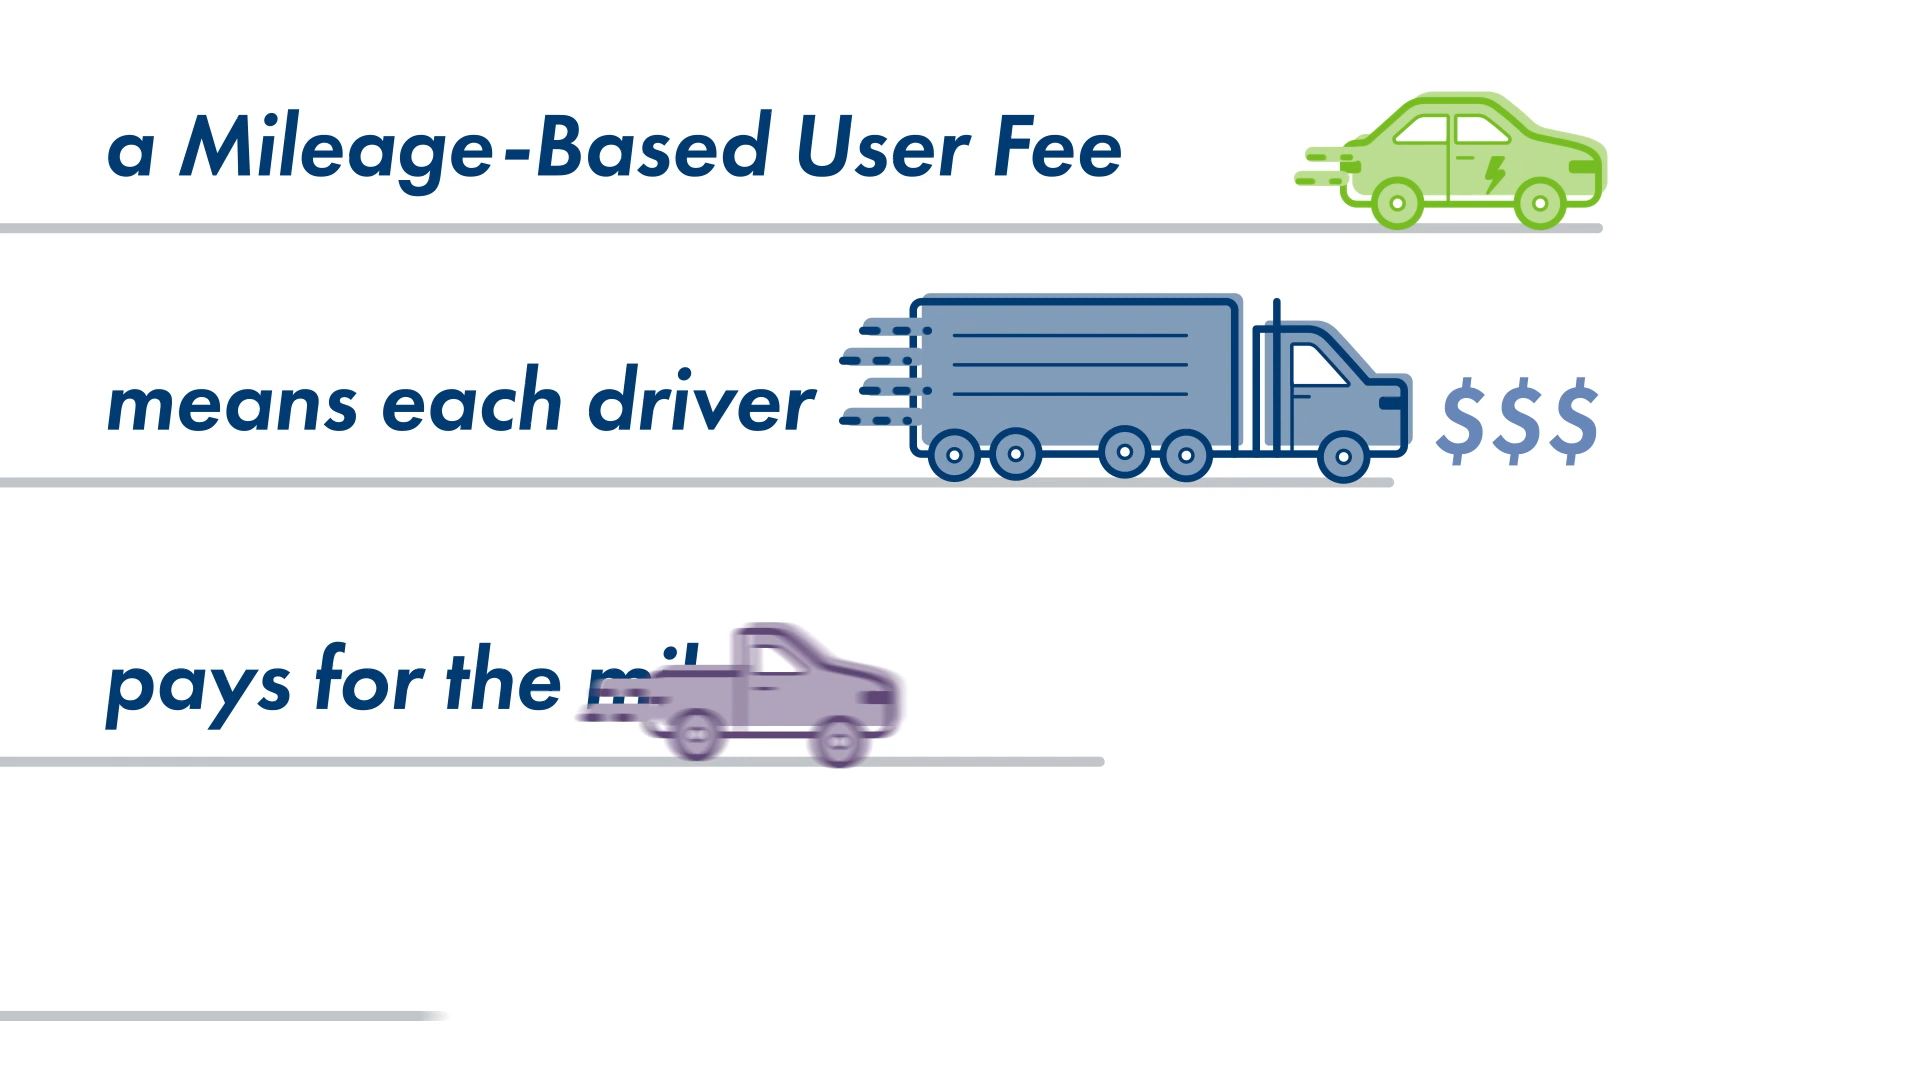 a Mileage-Based User Fee
means each driver $$$
pays for the